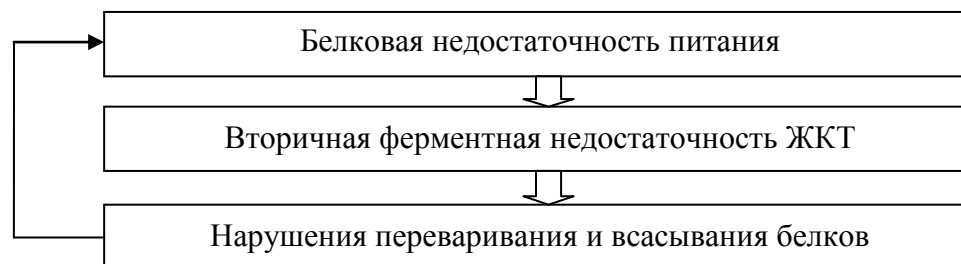 Белковая недостаточность питания
Вторичная ферментная недостаточность ЖКТ
Нарушения переваривания и всасывания белков